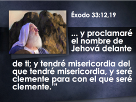 Éxodo 33:12,19
... y proclamaré
el nombre de
Jehová delante
de ti; y tendré misericordia del
que tendré misericordia, y seré
clemente para con el que seré
clemente."